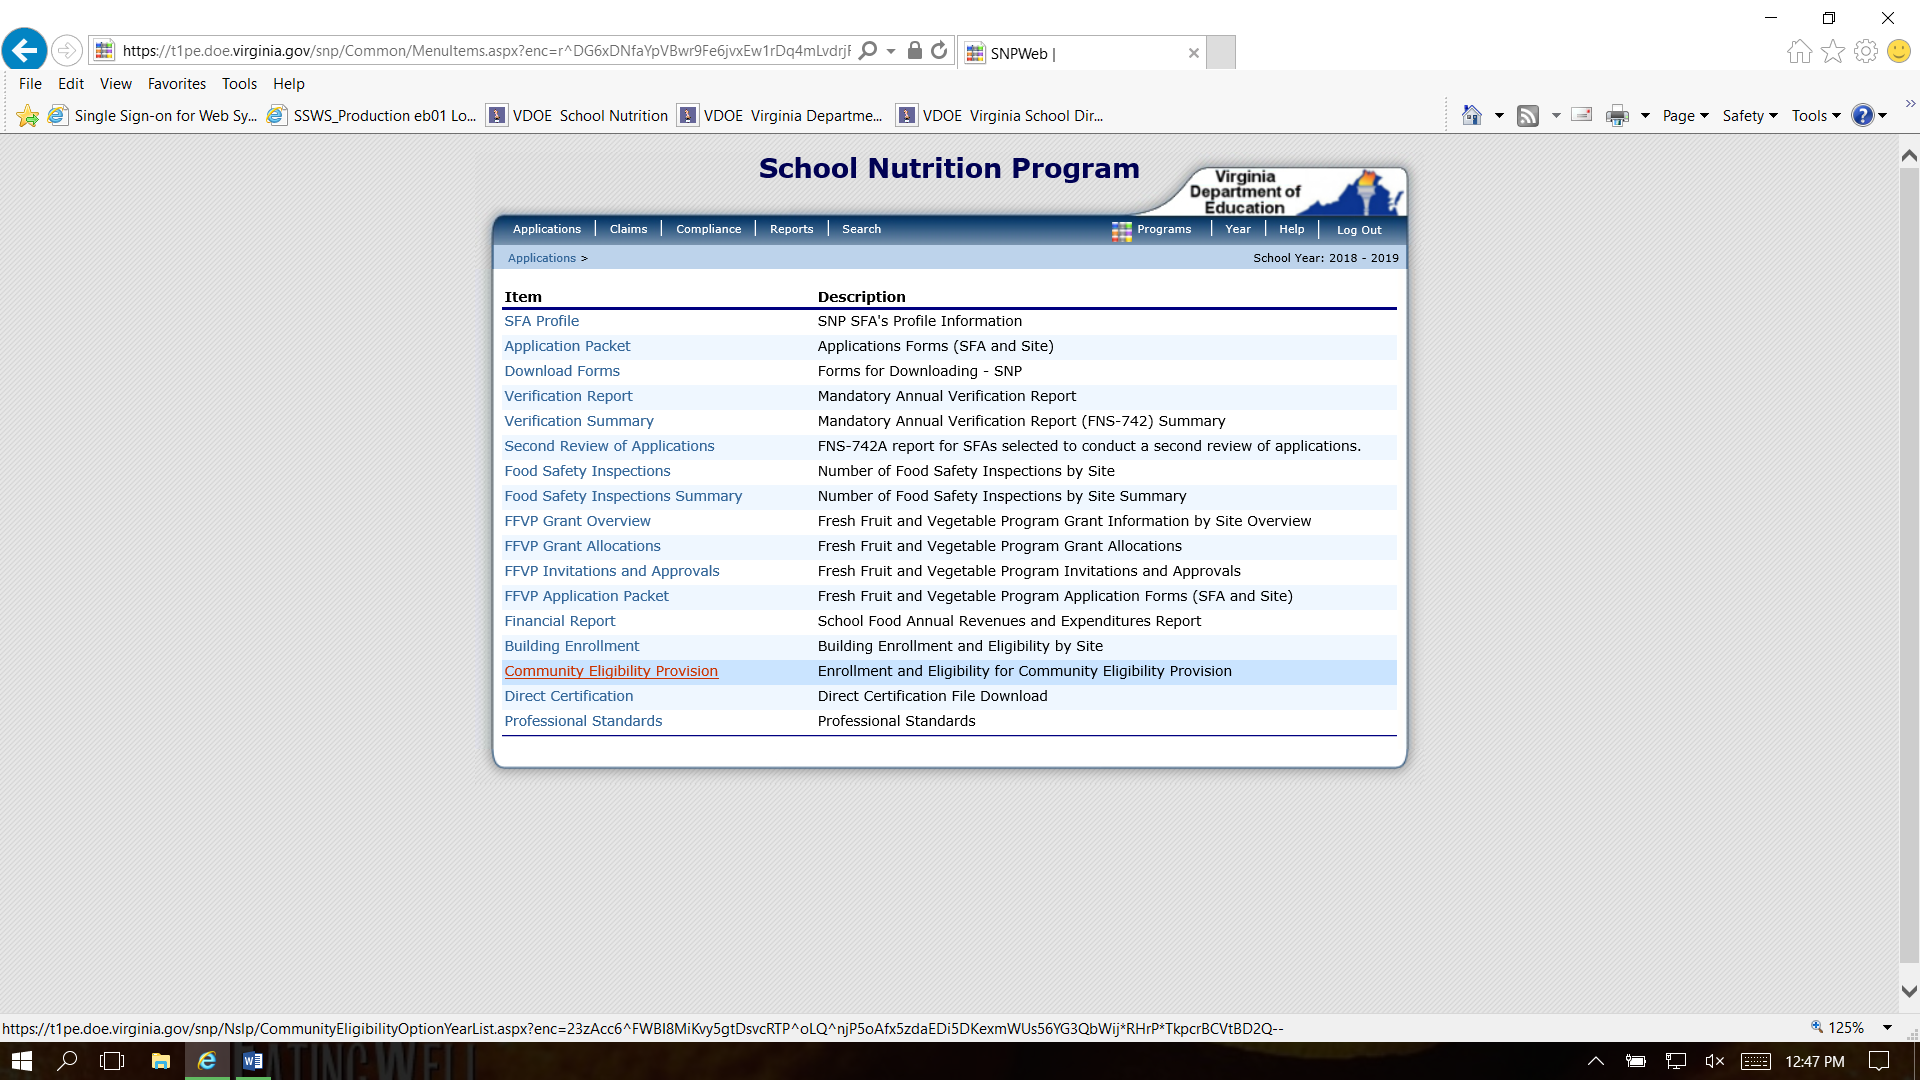 https://t1pe.doe.virginia.gov/snp/Common/MenuItems.aspx?enc=r^DG6xDNfaYpVBwr9Fe6jvxEw1rDq4mLvdrjF
SNPWeb |
File Edit View Favorites Tools Help
Single Sign-on for Web Sy... SSWS_Production eb01 Lo... VDOE School Nutrition VDOE Virginia Departme... VDOE Virginia School Dir... Page Safety Tools
School Nutrition Program
Virginia
Department of
Education
Applications Claims Compliance Reports Search Programs Year Help Log Out
Applications > School Year: 2018 - 2019
Item Description
SFA Profile SNP SFA's Profile Information
Application Packet Applications Forms (SFA and Site)
Download Forms Forms for Downloading - SNP
Verification Report Mandatory Annual Verification Report
Verification Summary Mandatory Annual Verification Report (FNS-742) Summary
Second Review of Applications FNS-742A report for SFAs selected to conduct a second review of applications.
Food Safety Inspections Number of Food Safety Inspections by Site
Food Safety Inspections Summary Number of Food Safety Inspections by Site Summary
FFVP Grant Overview Fresh Fruit and Vegetable Program Grant Information by Site Overview
FFVP Grant Allocations Fresh Fruit and Vegetable Program Grant Allocations
FFVP Invitations and Approvals Fresh Fruit and Vegetable Program Invitations and Approvals
FFVP Application Packet Fresh Fruit and Vegetable Program Application Forms (SFA and Site)
Financial Report School Food Annual Revenues and Expenditures Report
Building Enrollment Building Enrollment and Eligibility by Site
Community Eligibility Provision Enrollment and Eligibility for Community Eligibility Provision
Direct Certification Direct Certification File Download
Professional Standards Professional Standards
https://t1pe.doe.virginia.gov/snp/Nslp/CommunityEligibilityOptionYearList.aspx?enc=23zAcc6^FWBI8MiKvy5gtDsvcRTP^oLQ^njP5oAfx5zdaEDi5DKexmWUs56YG3QbWij*RHrP*TkpcrBCVtBD2Q--
125%
12:47 PM